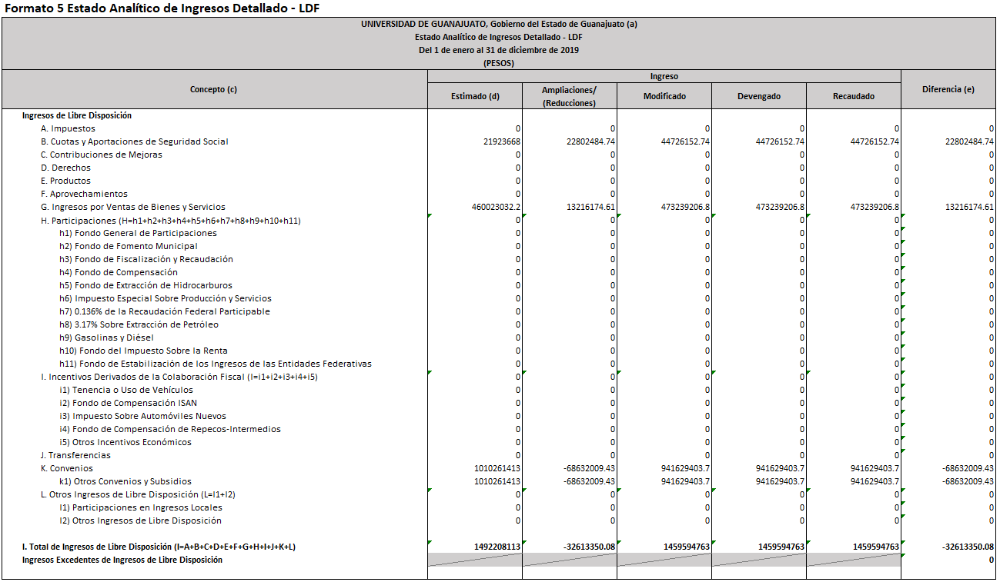 Formato 5 Estado Analítico de Ingresos Detallado - LDF
UNIVERSIDAD DE GUANAJUATO, Gobierno del Estado de Guanajuato (a)
Estado Analítico de Ingresos Detallado - LDF
Del 1 de enero al 31 de diciembre de 2019
(PESOS)
Concepto (c) Ingreso Diferencia (e)
Estimado (d) Ampliaciones/ (Reducciones) Modificado Devengado Recaudado
Ingresos de Libre Disposición
A. Impuestos 0 0 0 0 0 0
B. Cuotas y Aportaciones de Seguridad Social 21923668 22802484.74 44726152.74 44726152.74 44726152.74 22802484.74
C. Contribuciones de Mejoras 0 0 0 0 0 0
D. Derechos 0 0 0 0 0 0
E. Productos 0 0 0 0 0 0
F. Aprovechamientos 0 0 0 0 0 0
G. Ingresos por Ventas de Bienes y Servicios 460023032.2 13216174.61 473239206.8 473239206.8 473239206.8 13216174.61
H. Participaciones (H=h1+h2+h3+h4+h5+h6+h7+h8+h9+h10+h11) 0 0 0 0 0 0
h1) Fondo General de Participaciones 0 0 0 0 0 0
h2) Fondo de Fomento Municipal 0 0 0 0 0 0
h3) Fondo de Fiscalización y Recaudación 0 0 0 0 0 0
h4) Fondo de Compensación 0 0 0 0 0 0
h5) Fondo de Extracción de Hidrocarburos 0 0 0 0 0 0
h6) Impuesto Especial Sobre Producción y Servicios 0 0 0 0 0 0
h7) 0.136% de la Recaudación Federal Participable 0 0 0 0 0 0
h8) 3.17% Sobre Extracción de Petróleo 0 0 0 0 0 0
h9) Gasolinas y Diésel 0 0 0 0 0 0
h10) Fondo del Impuesto Sobre la Renta 0 0 0 0 0 0
h11) Fondo de Estabilización de los Ingresos de las Entidades Federativas 0 0 0 0 0 0
I. Incentivos Derivados de la Colaboración Fiscal (I=i1+i2+i3+i4+i5) 0 0 0 0 0 0
i1) Tenencia o Uso de Vehículos 0 0 0 0 0 0
i2) Fondo de Compensación ISAN 0 0 0 0 0 0
i3) Impuesto Sobre Automóviles Nuevos 0 0 0 0 0 0
i4) Fondo de Compensación de Repecos-Intermedios 0 0 0 0 0 0
i5) Otros Incentivos Económicos 0 0 0 0 0 0
J. Transferencias 0 0 0 0 0 0
K. Convenios 1010261413 -68632009.43 941629403.7 941629403.7 941629403.7 -68632009.43
k1) Otros Convenios y Subsidios 1010261413 -68632009.43 941629403.7 941629403.7 941629403.7 -68632009.43
L. Otros Ingresos de Libre Disposición (L=l1+l2) 0 0 0 0 0 0
l1) Participaciones en Ingresos Locales 0 0 0 0 0 0
l2) Otros Ingresos de Libre Disposición 0 0 0 0 0 0
I. Total de Ingresos de Libre Disposición (I=A+B+C+D+E+F+G+H+I+J+K+L) 1492208113 -32613350.08 1459594763 1459594763 1459594763 -32613350.08
Ingresos Excedentes de Ingresos de Libre Disposición 0